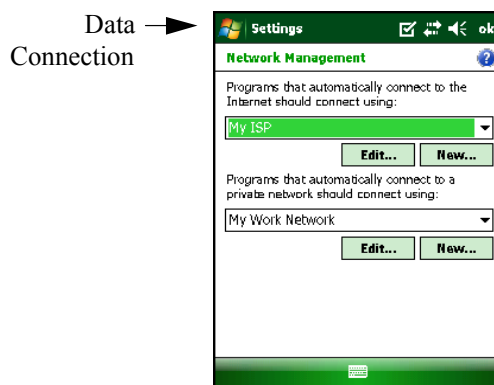 Data
Connection
Settings ok
Network Management ?
Programs that automatically connect to the
Internet should connect using:
My ISP
Edit... New...
Programs that automatically connect to a
private network should connect using:
My Work Network
Edit... New...